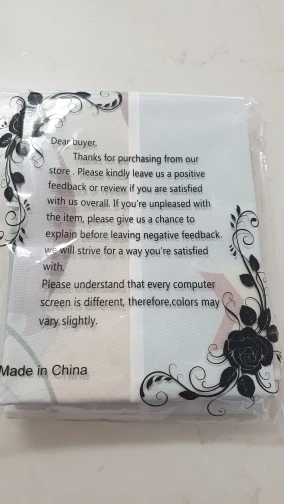 Dear buyer,
Thanks for purchasing from our
store . Please kindly leave us a positive
feedback or review if you are satisfied
with us overall. If you're unpleased with
the item, please give us a chance to
explain before leaving negative feedback.
we will strive for a way you're satisfied
with.
Please understand that every computer
screen is different, therefore,colors may
vary slightly.
Made in China